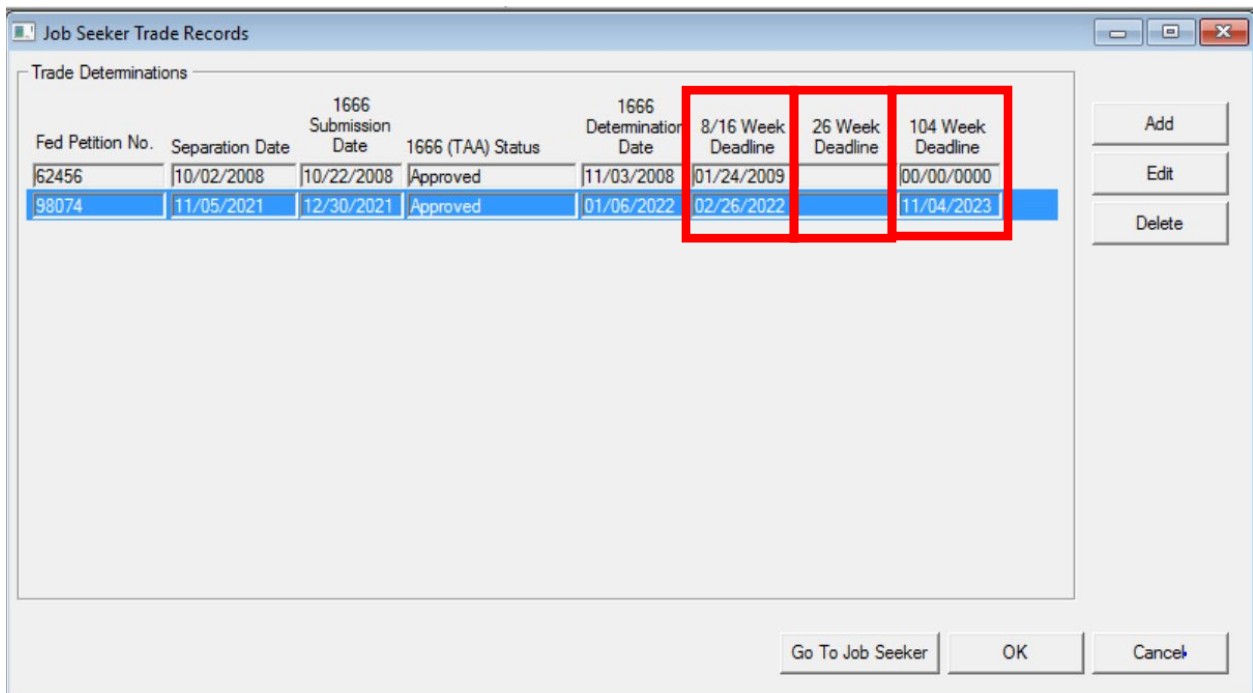 Job Seeker Trade Records
Trade Determinations
Fed Petition No. Separation Date 1666 Submission Date 1666 (TAA) Status 1666 Determination Date 8/16 Week Deadline 26 Week Deadline 104 Week Deadline
62456 10/02/2008 10/22/2008 Approved 11/03/2008 01/24/2009 00/00/0000
98074 11/05/2021 12/30/2021 Approved 01/06/2022 02/26/2022 11/04/2023
Add
Edit
Delete
Go To Job Seeker OK Cancel